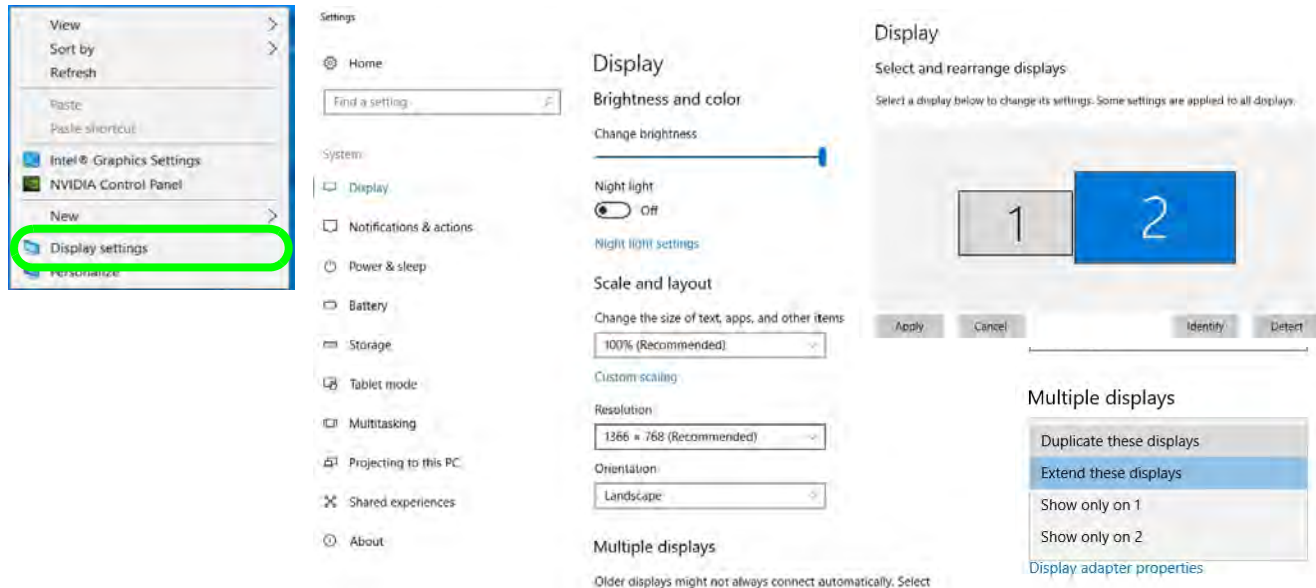 View
Sort by
Refresh
Paste
Paste shortcut
Intel® Graphics Settings
NVIDIA Control Panel
New
Display settings
Personalize
Settings
Home
Find a setting
System
Display
Notifications & actions
Power & sleep
Battery
Storage
Tablet mode
Multitasking
Projecting to this PC
Shared experiences
About
Display
Brightness and color
Change brightness
Night light
Off
Night light settings
Scale and layout
Change the size of text, apps, and other items
100% (Recommended)
Custom scaling
Resolution
1366 × 768 (Recommended)
Orientation
Landscape
Multiple displays
Older displays might not always connect automatically. Select
Display
Select and rearrange displays
Select a display below to change its settings. Some settings are applied to all displays.
1
2
Apply
Cancel
Identify
Detect
Multiple displays
Duplicate these displays
Extend these displays
Show only on 1
Show only on 2
Display adapter properties